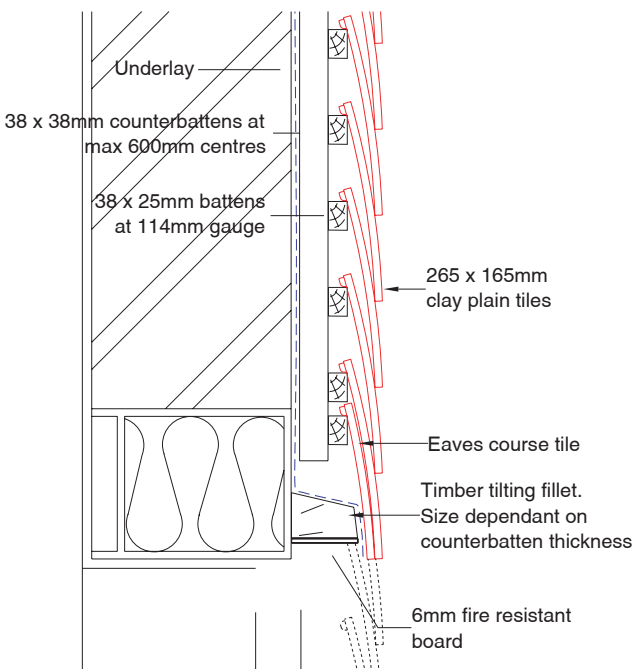 Underlay
38 x 38mm counterbattens at
max 600mm centres
38 x 25mm battens
at 114mm gauge
265 x 165mm
clay plain tiles
Eaves course tile
Timber tilting fillet.
Size dependant on
counterbatten thickness
6mm fire resistant
board